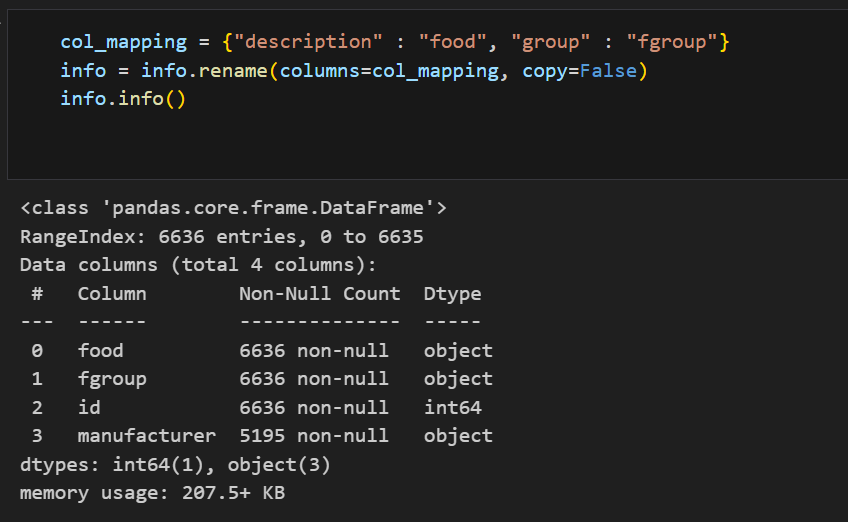 col_mapping = {"description" : "food", "group" : "fgroup"}
info = info.rename(columns=col_mapping, copy=False)
info.info()
<class 'pandas.core.frame.DataFrame'>
RangeIndex: 6636 entries, 0 to 6635
Data columns (total 4 columns):
 #   Column        Non-Null Count  Dtype
---  ------        --------------  -----
 0   food          6636 non-null   object
 1   fgroup        6636 non-null   object
 2   id            6636 non-null   int64
 3   manufacturer  5195 non-null   object
dtypes: int64(1), object(3)
memory usage: 207.5+ KB